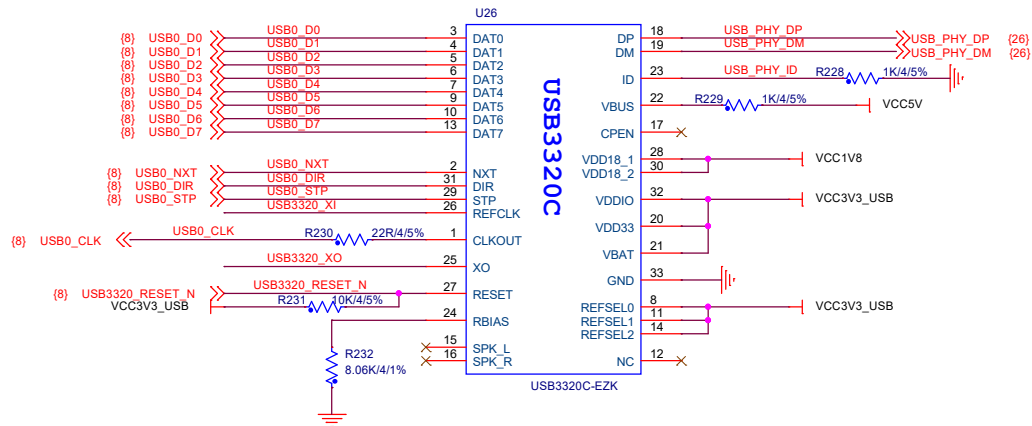 U26
{8} USB0_D0 USB0_D0 3 DAT0 DP 18 USB_PHY_DP USB_PHY_DP {26}
{8} USB0_D1 USB0_D1 4 DAT1 DM 19 USB_PHY_DM USB_PHY_DM {26}
{8} USB0_D2 USB0_D2 5 DAT2
{8} USB0_D3 USB0_D3 6 DAT3 ID 23 USB_PHY_ID R228 1K/4/5%
{8} USB0_D4 USB0_D4 7 DAT4
{8} USB0_D5 USB0_D5 9 DAT5 VBUS 22 R229 1K/4/5% VCC5V
{8} USB0_D6 USB0_D6 10 DAT6
{8} USB0_D7 USB0_D7 13 DAT7 CPEN 17
USB3320C
VDD18_1 28 VCC1V8
{8} USB0_NXT USB0_NXT 2 NXT VDD18_2 30
{8} USB0_DIR USB0_DIR 31 DIR
{8} USB0_STP USB0_STP 29 STP VDDIO 32 VCC3V3_USB
USB3320_XI 26 REFCLK
VDD33 20
{8} USB0_CLK USB0_CLK R230 22R/4/5% 1 CLKOUT
VBAT 21
USB3320_XO 25 XO
GND 33
{8} USB3320_RESET_N USB3320_RESET_N 27 RESET
VCC3V3_USB R231 10K/4/5% REFSEL0 8 VCC3V3_USB
24 RBIAS REFSEL1 11
REFSEL2 14
15 SPK_L
R232 16 SPK_R NC 12
8.06K/4/1%
USB3320C-EZK